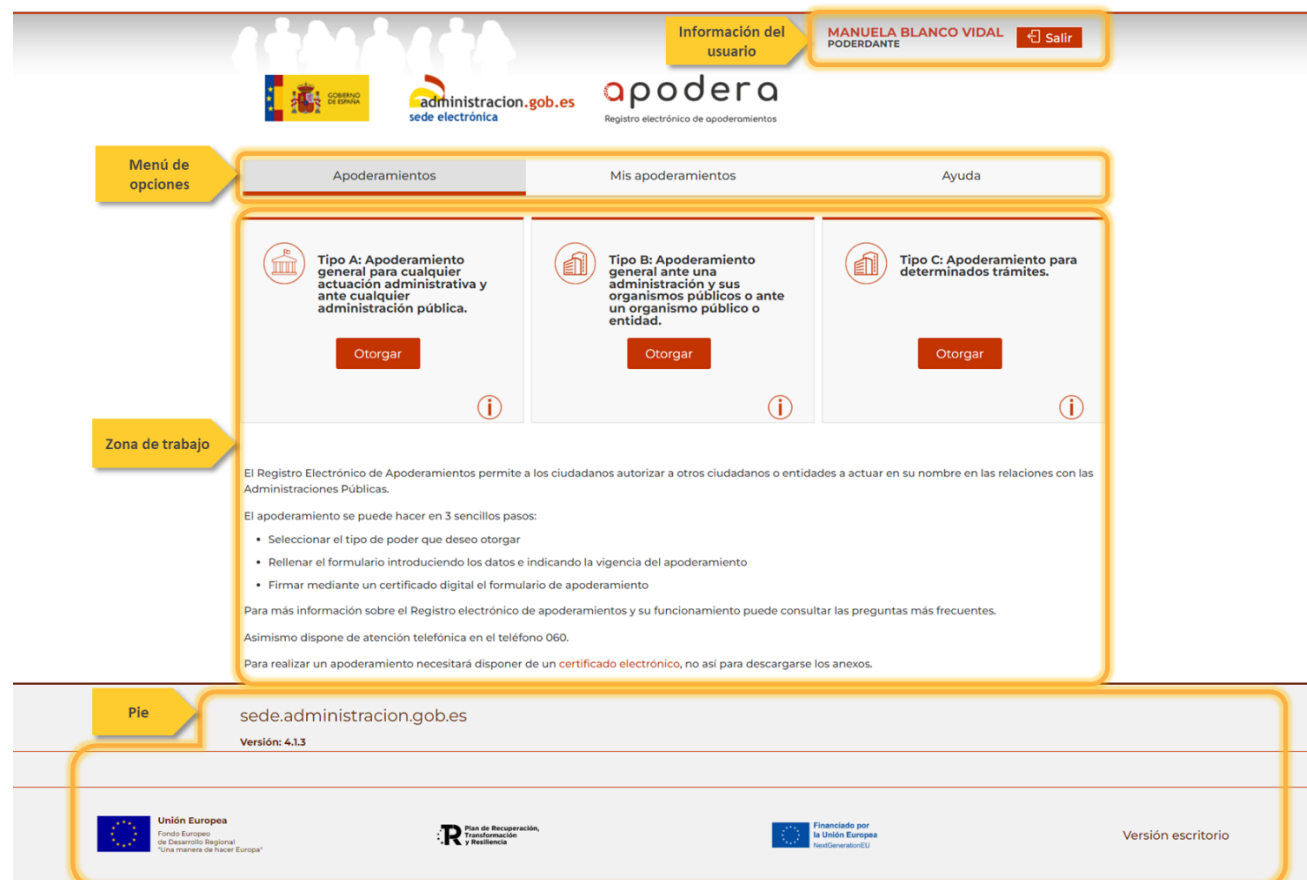 Información del
usuario
MANUELA BLANCO VIDAL
PODERDANTE
Salir
GOBIERNO
DE ESPAÑA
administracion.gob.es
sede electrónica
apodera
Registro electrónico de apoderamientos
Menú de
opciones
Apoderamientos
Mis apoderamientos
Ayuda
Tipo A: Apoderamiento
general para cualquier
actuación administrativa y
ante cualquier
administración pública.
Otorgar
Tipo B: Apoderamiento
general ante una
administración y sus
organismos públicos o ante
un organismo público o
entidad.
Otorgar
Tipo C: Apoderamiento para
determinados trámites.
Otorgar
Zona de trabajo
El Registro Electrónico de Apoderamientos permite a los ciudadanos autorizar a otros ciudadanos o entidades a actuar en su nombre en las relaciones con las
Administraciones Públicas.
El apoderamiento se puede hacer en 3 sencillos pasos:
• Seleccionar el tipo de poder que deseo otorgar
• Rellenar el formulario introduciendo los datos e indicando la vigencia del apoderamiento
• Firmar mediante un certificado digital el formulario de apoderamiento
Para más información sobre el Registro electrónico de apoderamientos y su funcionamiento puede consultar las preguntas más frecuentes.
Asimismo dispone de atención telefónica en el teléfono 060.
Para realizar un apoderamiento necesitará disponer de un certificado electrónico, no así para descargarse los anexos.
Pie
sede.administracion.gob.es
Versión: 4.1.3
Unión Europea
Fondo Europeo
de Desarrollo Regional
"Una manera de hacer Europa"
Plan de Recuperación,
Transformación
y Resiliencia
Financiado por
la Unión Europea
NextGenerationEU
Versión escritorio